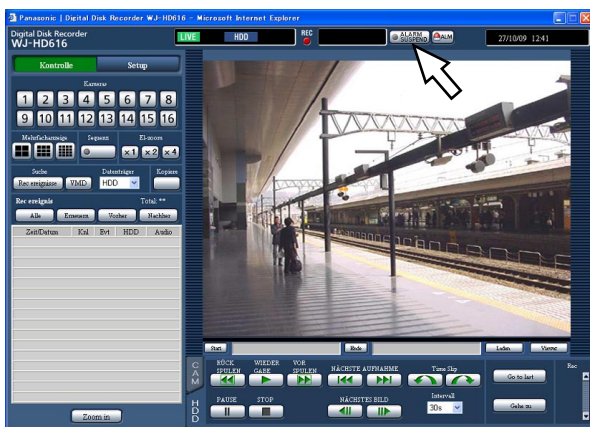 Panasonic | Digital Disk Recorder WJ-HD616 - Microsoft Internet Explorer
Digital Disk Recorder
WJ-HD616
LIVE HDD REC ALARM SUSPEND ALM 27/10/09 12:41
Kontrolle Setup
Kameras
1 2 3 4 5 6 7 8
9 10 11 12 13 14 15 16
Mehrfachanzeige Sequenz El-zoom
x1 x2 x4
Suche Datenträger Kopiere
Rec ereignisse VMD HDD
Rec ereignis Total: **
Alle Erneuern Vorher Nachher
Zeit/Datum Knl Evt HDD Audio
Zoom in
Start Ende Laden Viewer
CAM
HDD
RÜCK SPULEN WIEDER GABE VOR SPULEN NÄCHSTE AUFNAHME Time Skip Go to last Rec
PAUSE STOP NÄCHSTES BILD Intervall
30s Gehe zu